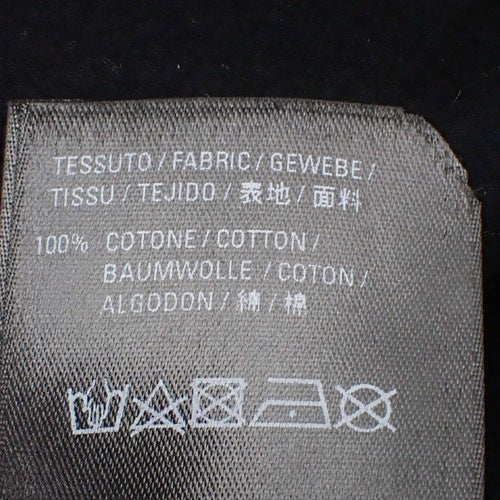 TESSUTO / FABRIC / GEWEBE /
TISSU / TEJIDO / 表地 / 面料
100% COTONE / COTTON /
BAUMWOLLE / COTON /
ALGODON / 綿 / 棉